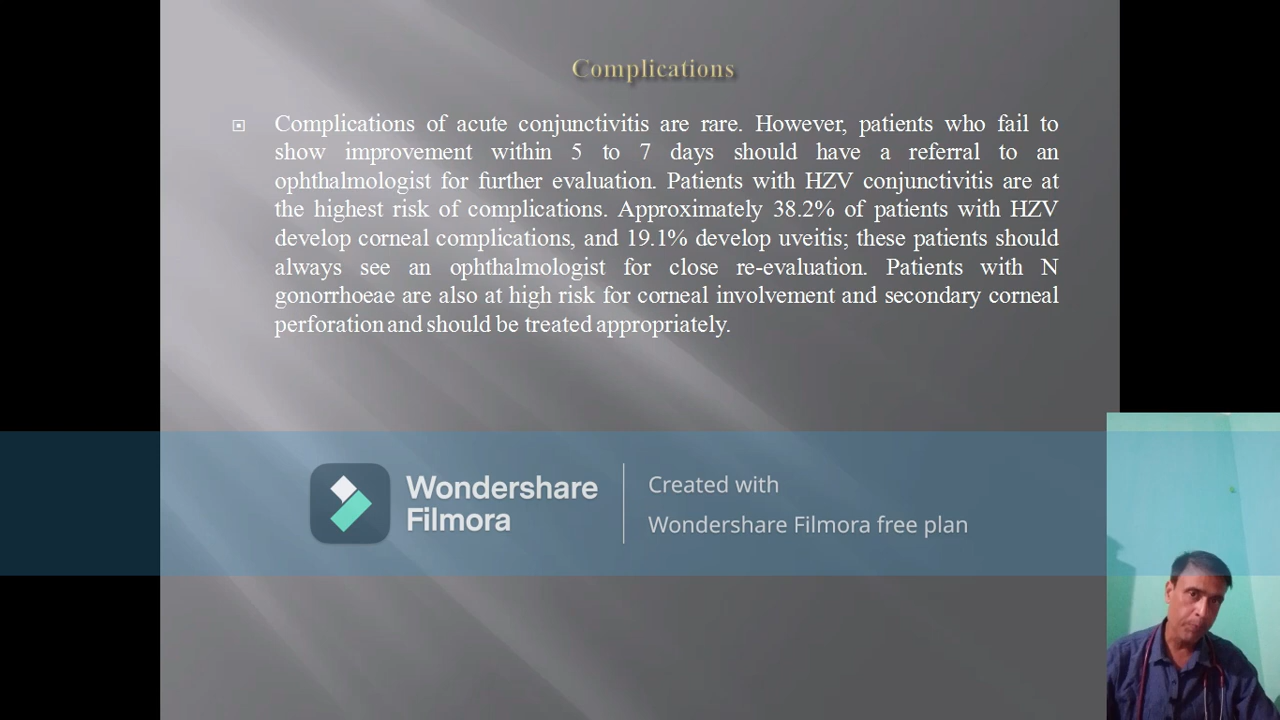 Complications
Complications of acute conjunctivitis are rare. However, patients who fail to
show improvement within 5 to 7 days should have a referral to an
ophthalmologist for further evaluation. Patients with HZV conjunctivitis are at
the highest risk of complications. Approximately 38.2% of patients with HZV
develop corneal complications, and 19.1% develop uveitis; these patients should
always see an ophthalmologist for close re-evaluation. Patients with N
gonorrhoeae are also at high risk for corneal involvement and secondary corneal
perforation and should be treated appropriately.
Wondershare
Filmora
Created with
Wondershare Filmora free plan